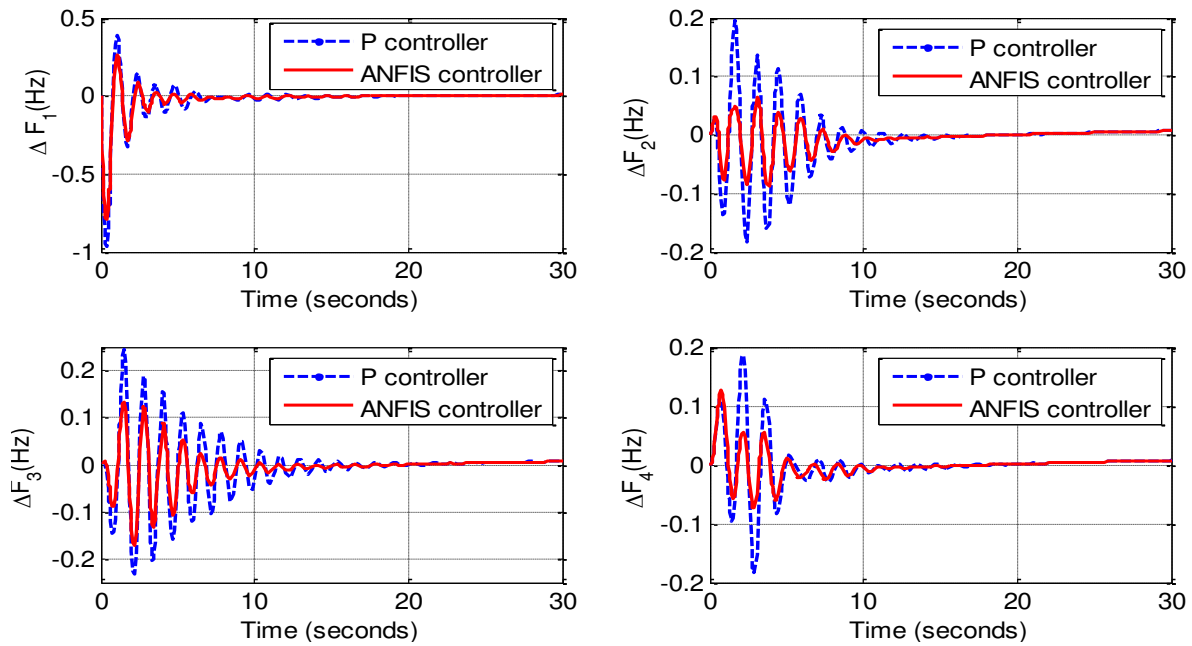 0.5
0
-0.5
-1
Δ F1(Hz)
P controller
ANFIS controller
0 10 20 30
Time (seconds)
0.2
0.1
0
-0.1
-0.2
ΔF2(Hz)
P controller
ANFIS controller
0 10 20 30
Time (seconds)
0.2
0.1
0
-0.1
-0.2
ΔF3(Hz)
P controller
ANFIS controller
0 10 20 30
Time (seconds)
0.2
0.1
0
-0.1
0.2
ΔF4(Hz)
P controller
ANFIS controller
0 10 20 30
Time (seconds)